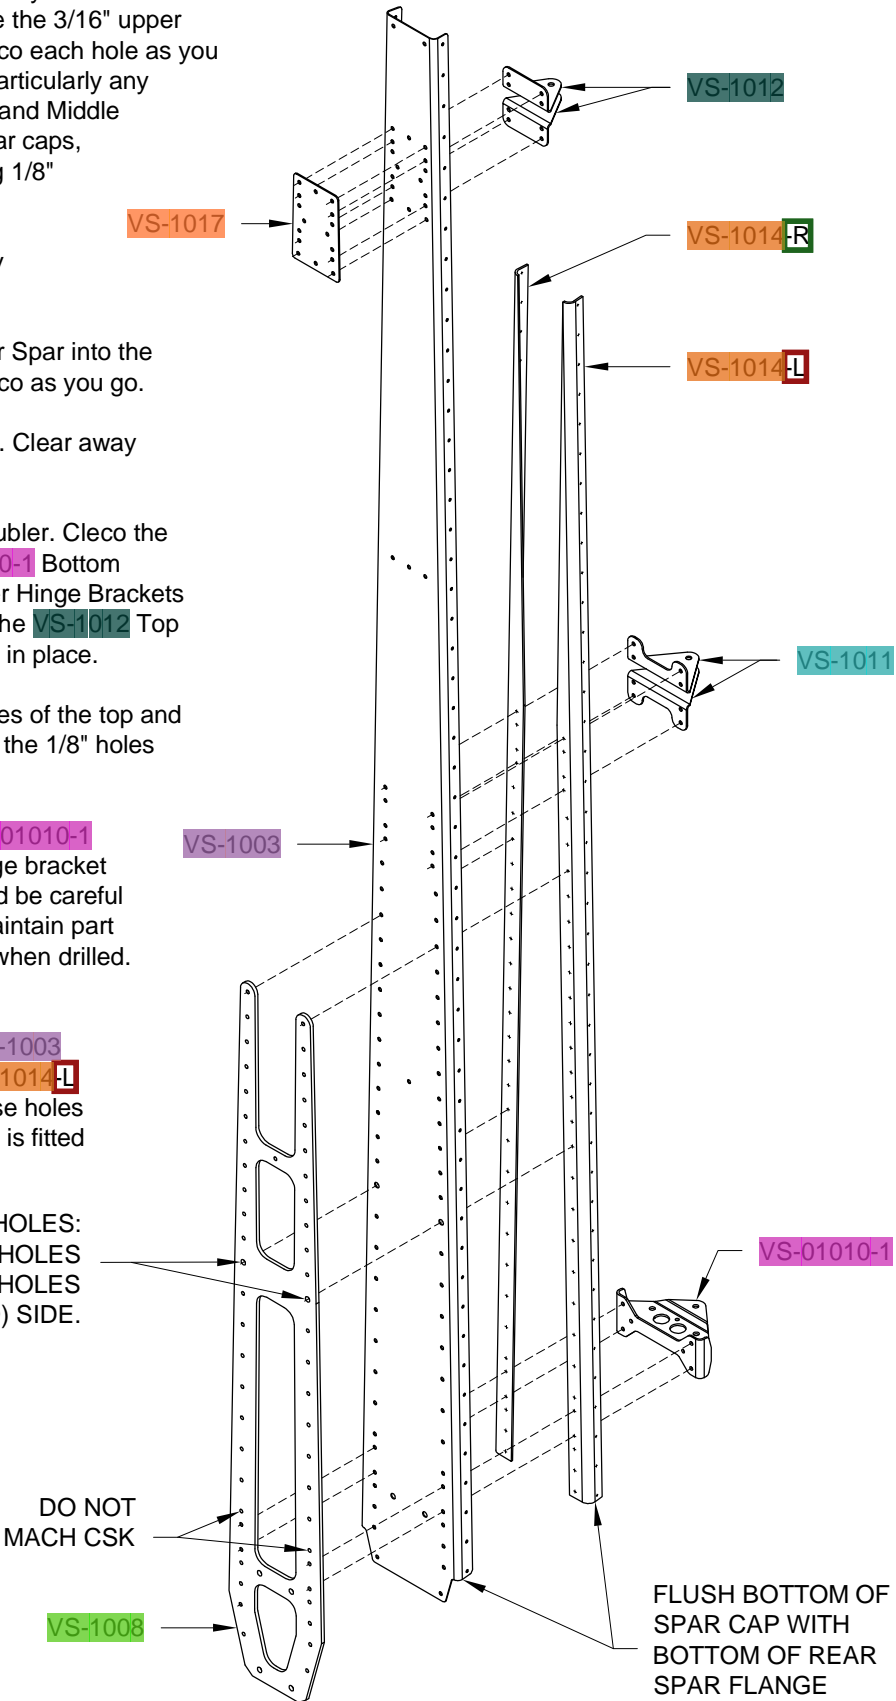 e the 3/16" upper
co each hole as you
articularly any
and Middle
ar caps,
g 1/8"
VS-1012
VS-1017
VS-1014-R
y
r Spar into the
co as you go.
VS-1014-L
. Clear away
ubler. Cleco the
0-1 Bottom
r Hinge Brackets
he VS-1012 Top
in place.
VS-1011
es of the top and
the 1/8" holes
01010-1
VS-1003
ge bracket
d be careful
aintain part
when drilled.
-1003
1014-L
se holes
is fitted
HOLES:
HOLES
HOLES
) SIDE.
VS-01010-1
DO NOT
MACH CSK
VS-1008
FLUSH BOTTOM OF
SPAR CAP WITH
BOTTOM OF REAR
SPAR FLANGE